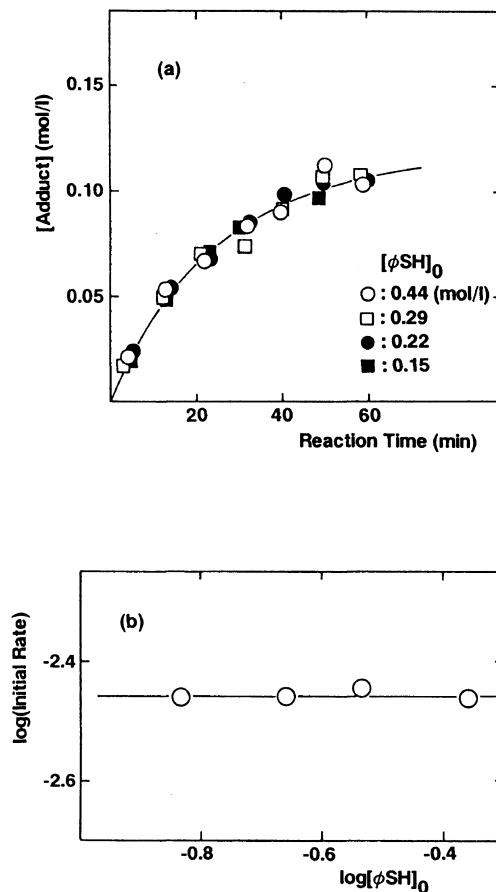 (a)
[Adduct] (mol/l)
0.15
0.10
0.05
[ϕSH]0
○ : 0.44 (mol/l)
□ : 0.29
● : 0.22
■ : 0.15
20 40 60
Reaction Time (min)
(b)
log(Initial Rate)
-2.4
-2.6
-0.8 -0.6 -0.4
log[ϕSH]0